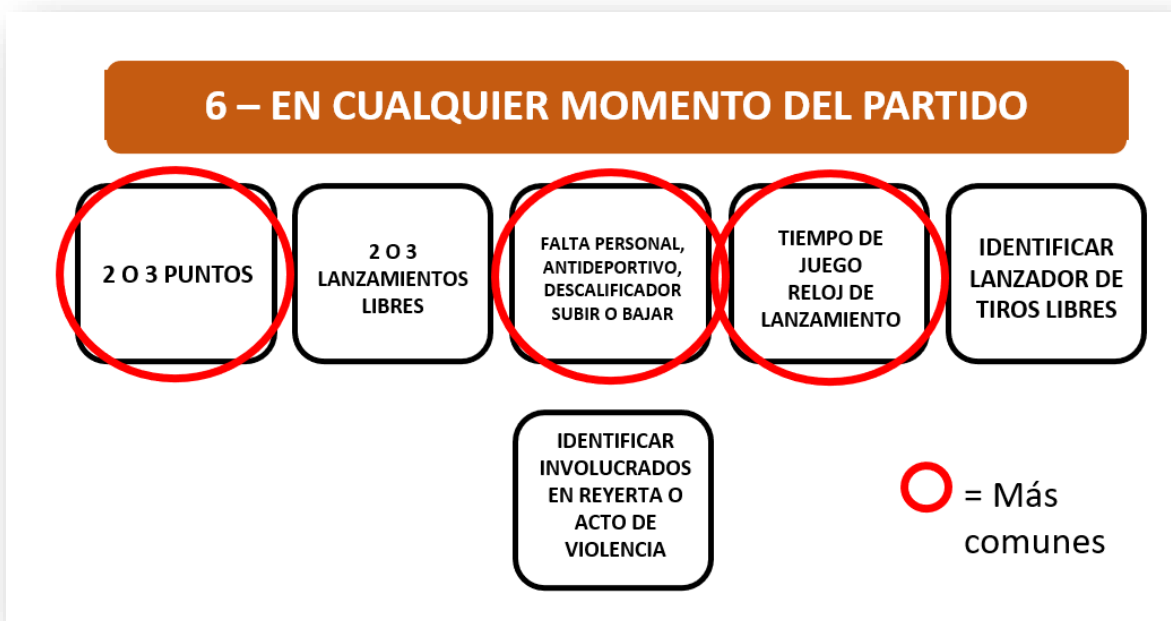 6 – EN CUALQUIER MOMENTO DEL PARTIDO
2 O 3 PUNTOS
2 O 3
LANZAMIENTOS
LIBRES
FALTA PERSONAL,
ANTIDEPORTIVO,
DESCALIFICADOR
SUBIR O BAJAR
TIEMPO DE
JUEGO
RELOJ DE
LANZAMIENTO
IDENTIFICAR
LANZADOR DE
TIROS LIBRES
IDENTIFICAR
INVOLUCRADOS
EN REYERTA O
ACTO DE
VIOLENCIA
= Más
comunes